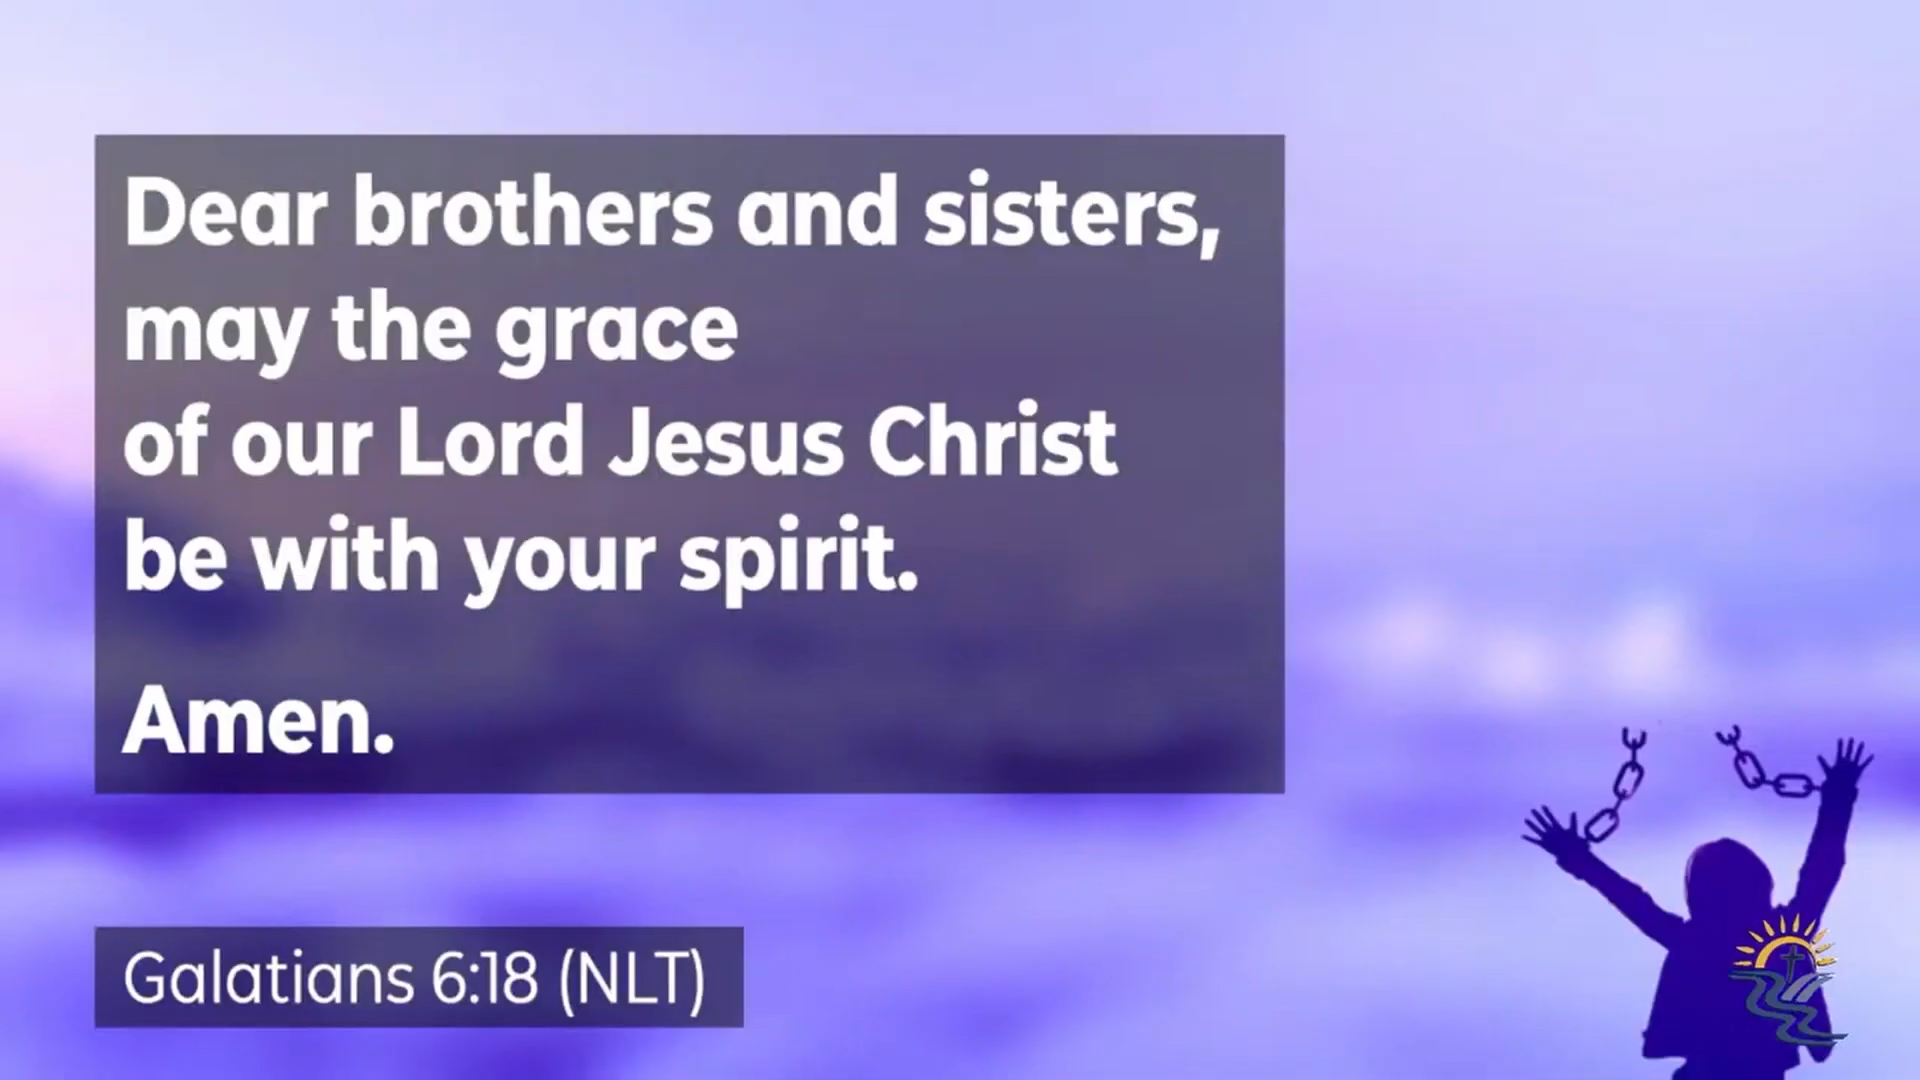 Dear brothers and sisters,
may the grace
of our Lord Jesus Christ
be with your spirit.
Amen.
Galatians 6:18 (NLT)